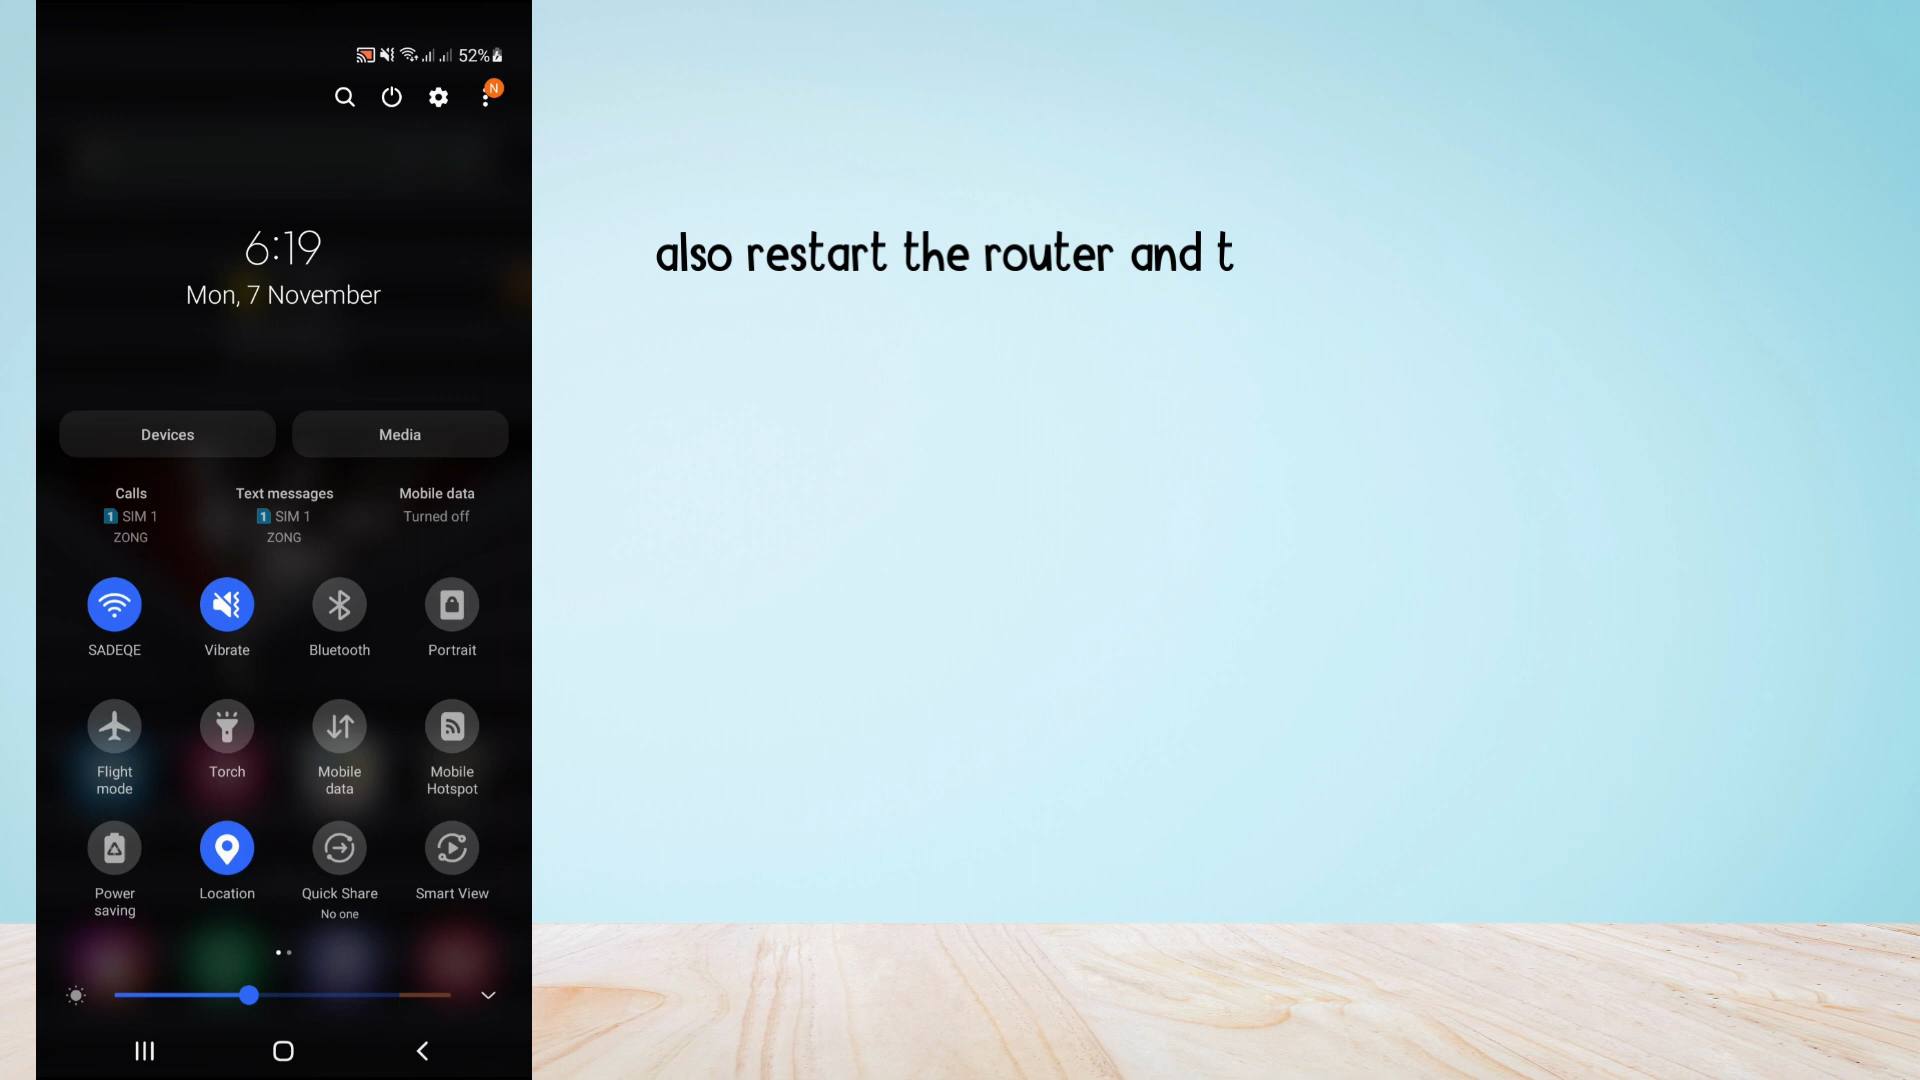 52%
N
6:19
Mon, 7 November
Devices
Media
Calls
1 SIM 1
ZONG
Text messages
1 SIM 1
ZONG
Mobile data
Turned off
SADEQE
Vibrate
Bluetooth
Portrait
Flight
mode
Torch
Mobile
data
Mobile
Hotspot
Power
saving
Location
Quick Share
No one
Smart View
also restart the router and t